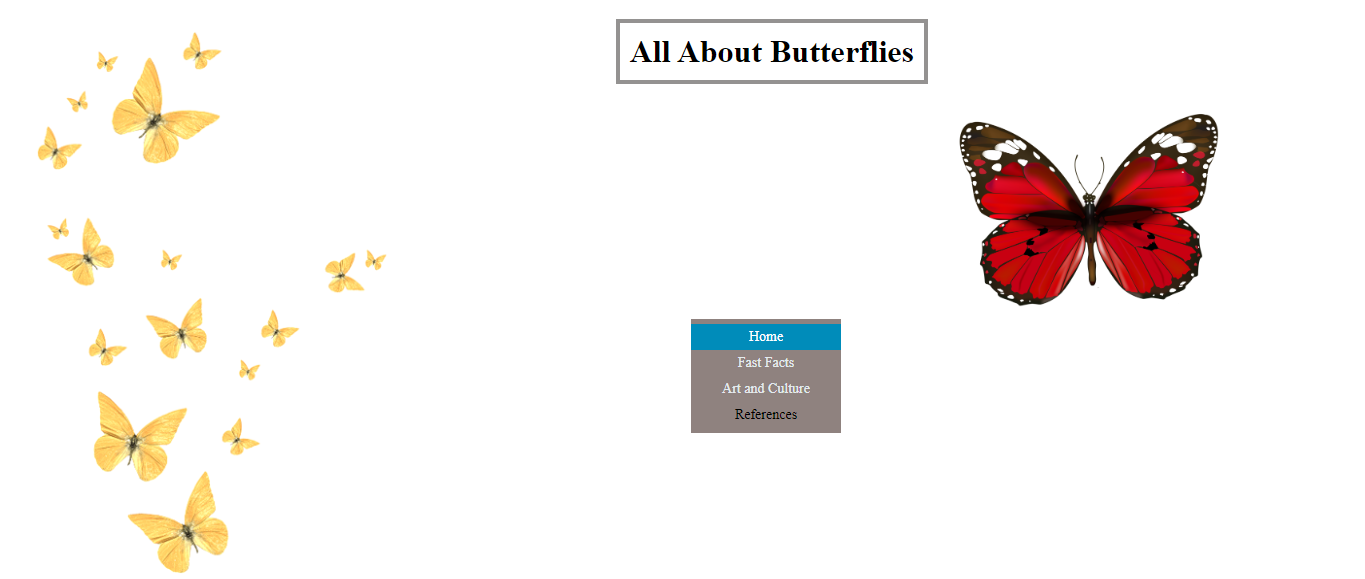 All About Butterflies
Home
Fast Facts
Art and Culture
References